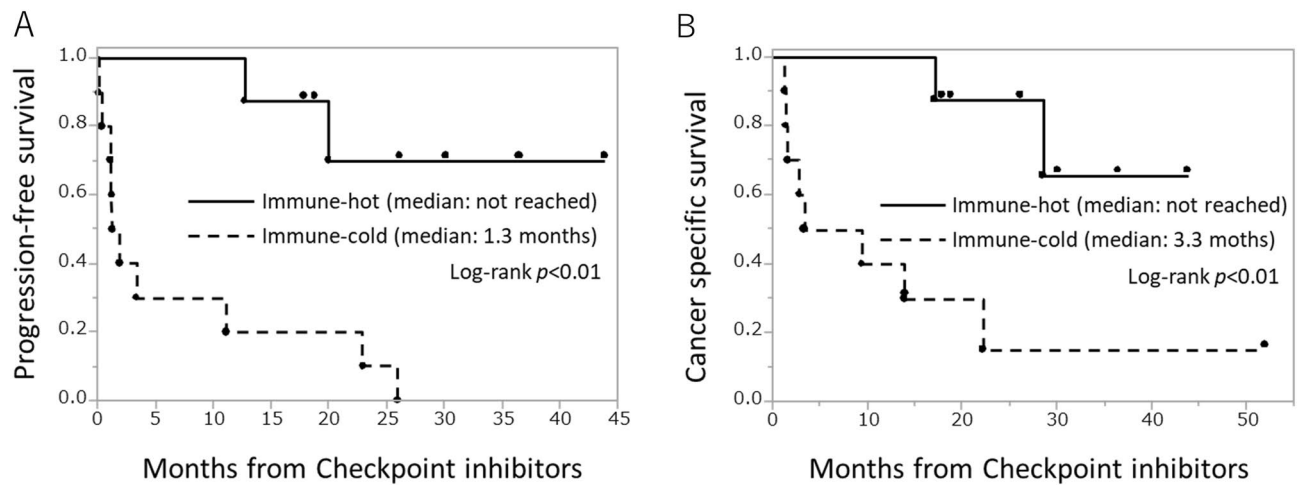 A
Progression-free survival
1.0
0.8
0.6
0.4
0.2
0.0
Immune-hot (median: not reached)
Immune-cold (median: 1.3 months)
Log-rank p<0.01
0 5 10 15 20 25 30 35 40 45
Months from Checkpoint inhibitors
B
Cancer specific survival
1.0
0.8
0.6
0.4
0.2
0.0
Immune-hot (median: not reached)
Immune-cold (median: 3.3 moths)
Log-rank p<0.01
0 10 20 30 40 50
Months from Checkpoint inhibitors